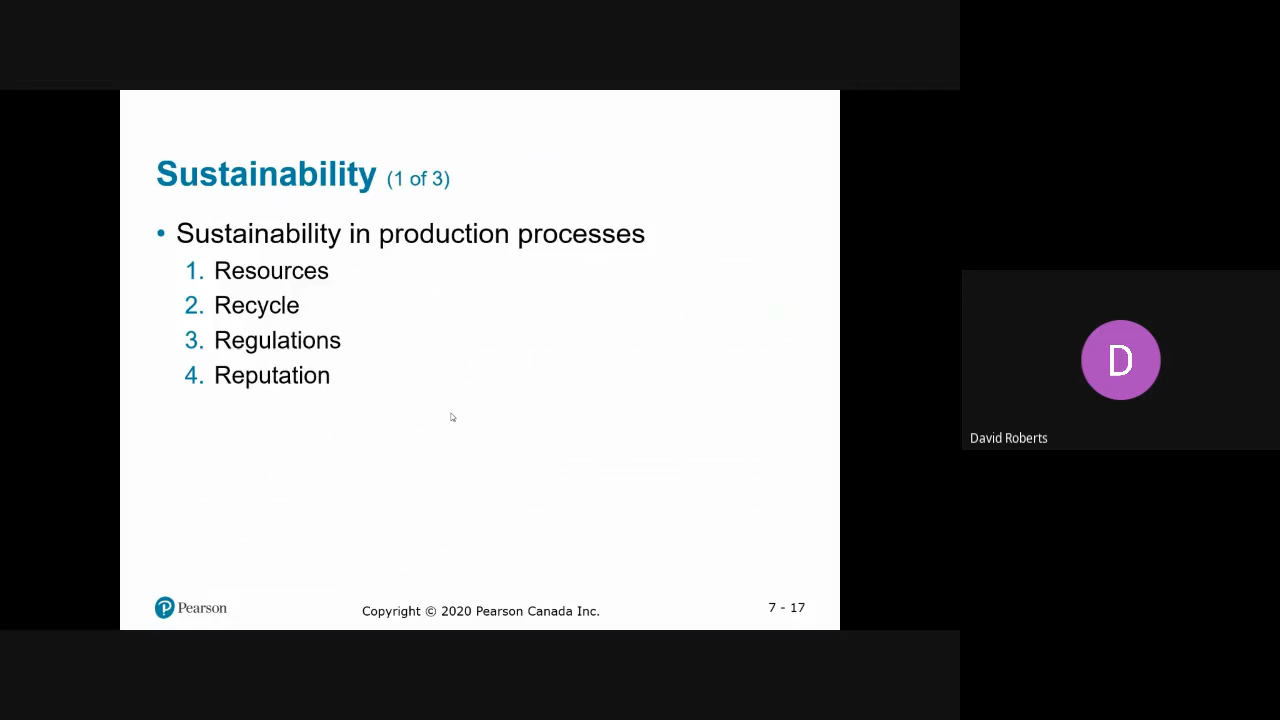 Sustainability (1 of 3)
• Sustainability in production processes
1. Resources
2. Recycle
3. Regulations
4. Reputation
Pearson
Copyright © 2020 Pearson Canada Inc.
7 - 17
D
David Roberts